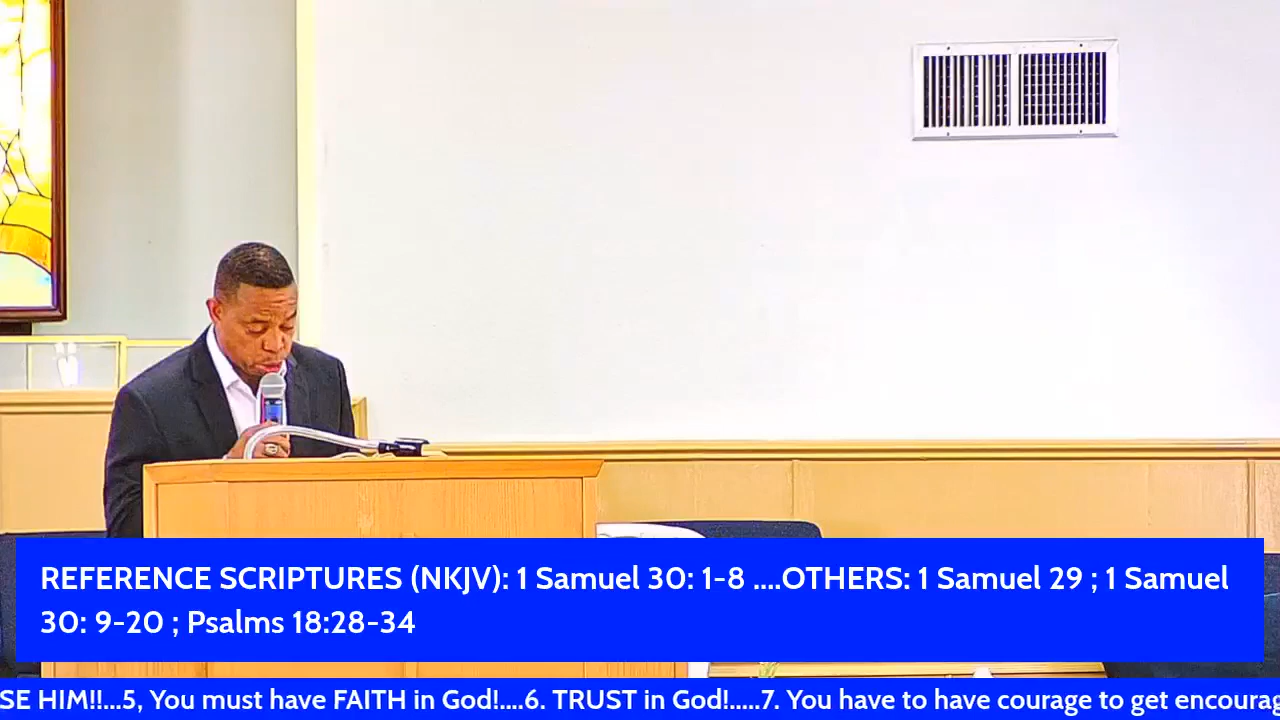 REFERENCE SCRIPTURES (NKJV): 1 Samuel 30: 1-8 ....OTHERS: 1 Samuel 29 ; 1 Samuel
30: 9-20 ; Psalms 18:28-34
SE HIM!!...5, You must have FAITH in God!....6. TRUST in God!.....7. You have to have courage to get encourag